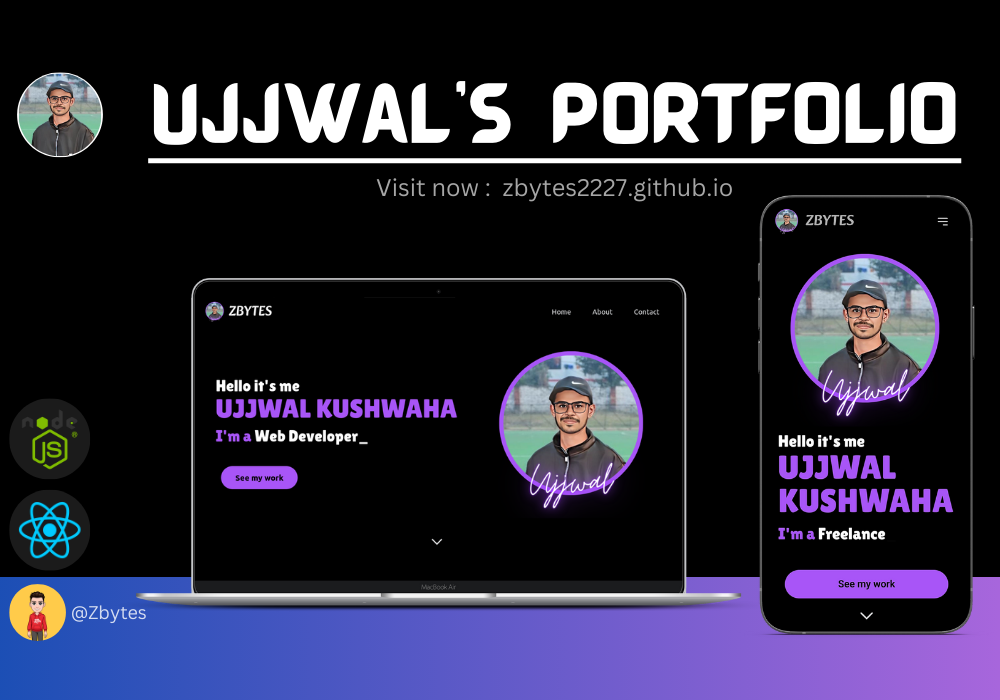 UJJWAL'S PORTFOLIO
Visit now : zbytes2227.github.io
ZBYTES
Home About Contact
Hello it's me
UJJWAL KUSHWAHA
I'm a Web Developer_
See my work
Ujjwal
MacBook Air
ZBYTES
Ujjwal
Hello it's me
UJJWAL
KUSHWAHA
I'm a Freelance
See my work
node
JS
®
@Zbytes